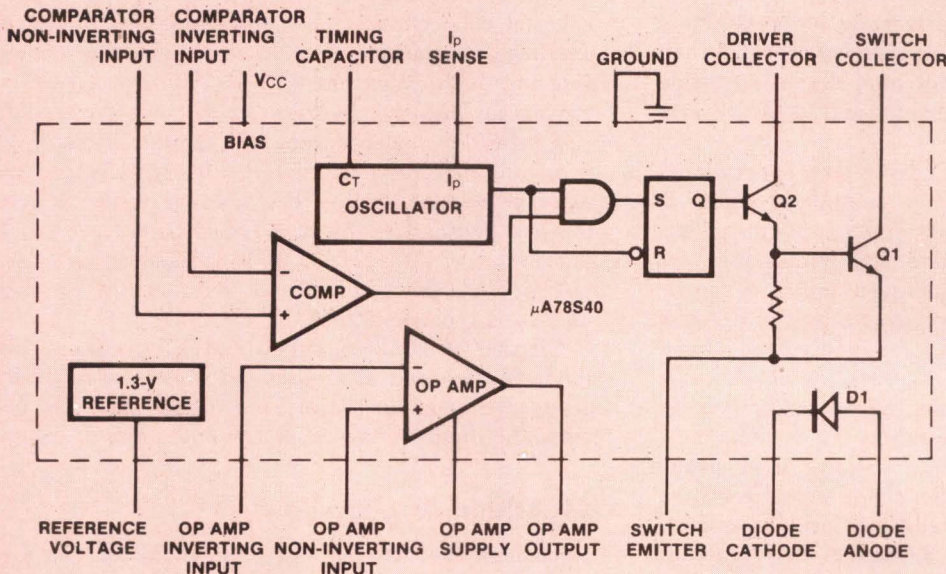 COMPARATOR
NON-INVERTING
INPUT
COMPARATOR
INVERTING
INPUT
VCC
TIMING
CAPACITOR
Ip
SENSE
GROUND
DRIVER
COLLECTOR
SWITCH
COLLECTOR
BIAS
CT Ip
OSCILLATOR
S Q
R
Q2
Q1
−
COMP
+
μA78S40
1.3-V
REFERENCE
−
OP AMP
+
D1
REFERENCE
VOLTAGE
OP AMP
INVERTING
INPUT
OP AMP
NON-INVERTING
INPUT
OP AMP
SUPPLY
OP AMP
OUTPUT
SWITCH
EMITTER
DIODE
CATHODE
DIODE
ANODE